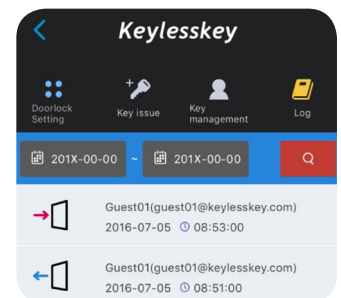 Keylesskey
Doorlock
Setting
Key issue
Key
management
Log
201X-00-00 ~ 201X-00-00
Guest01(guest01@keylesskey.com)
2016-07-05 08:53:00
Guest01(guest01@keylesskey.com)
2016-07-05 08:51:00